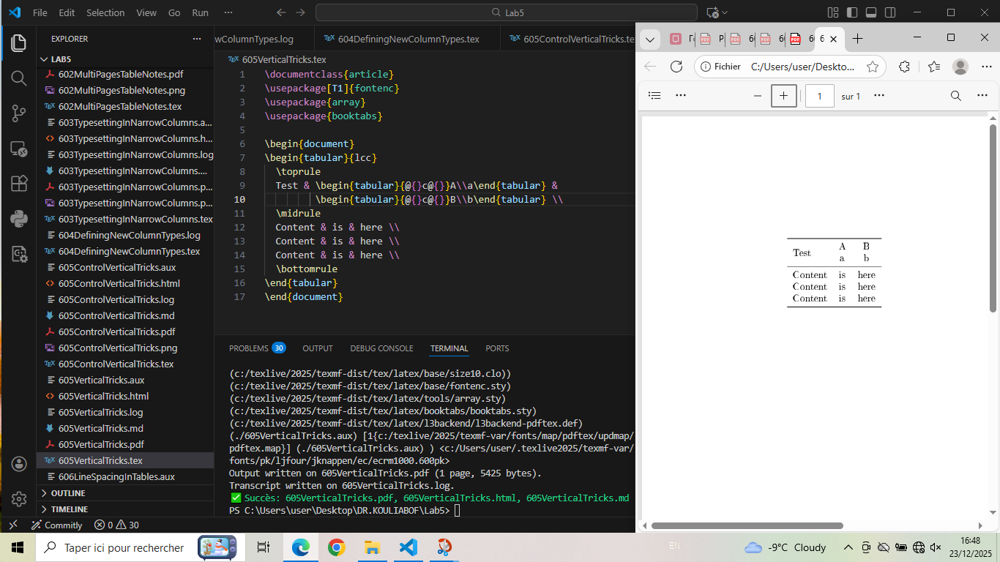 File Edit Selection View Go Run ···
Lab5
EXPLORER
LAB5
602MultiPagesTableNotes.pdf
602MultiPagesTableNotes.png
602MultiPagesTableNotes.tex
603TypesettingInNarrowColumns.a...
603TypesettingInNarrowColumns.h...
603TypesettingInNarrowColumns.log
603TypesettingInNarrowColumns....
603TypesettingInNarrowColumns.p...
603TypesettingInNarrowColumns.p...
603TypesettingInNarrowColumns.tex
604DefiningNewColumnTypes.log
604DefiningNewColumnTypes.tex
605ControlVerticalTricks.aux
605ControlVerticalTricks.html
605ControlVerticalTricks.log
605ControlVerticalTricks.md
605ControlVerticalTricks.pdf
605ControlVerticalTricks.png
605ControlVerticalTricks.tex
605VerticalTricks.aux
605VerticalTricks.html
605VerticalTricks.log
605VerticalTricks.md
605VerticalTricks.pdf
605VerticalTricks.tex
606LineSpacingInTables.aux
OUTLINE
TIMELINE
wColumnTypes.log
604DefiningNewColumnTypes.tex
605ControlVerticalTricks.te
605VerticalTricks.tex
1 \documentclass{article}
2 \usepackage[T1]{fontenc}
3 \usepackage{array}
4 \usepackage{booktabs}
5
6 \begin{document}
7 \begin{tabular}{lcc}
8 \toprule
9 Test & \begin{tabular}{@{}c@{}}A\\a\end{tabular} &
10 \begin{tabular}{@{}c@{}}B\\b\end{tabular} \\
11 \midrule
12 Content & is & here \\
13 Content & is & here \\
14 Content & is & here \\
15 \bottomrule
16 \end{tabular}
17 \end{document}
PROBLEMS 30 OUTPUT DEBUG CONSOLE TERMINAL PORTS
(c:/texlive/2025/texmf-dist/tex/latex/base/size10.clo))
(c:/texlive/2025/texmf-dist/tex/latex/base/fontenc.sty)
(c:/texlive/2025/texmf-dist/tex/latex/tools/array.sty)
(c:/texlive/2025/texmf-dist/tex/latex/booktabs/booktabs.sty)
(c:/texlive/2025/texmf-dist/tex/latex/l3backend/l3backend-pdftex.def)
(./605VerticalTricks.aux) [1{c:/texlive/2025/texmf-var/fonts/map/pdftex/updmap/
pdftex.map}] (./605VerticalTricks.aux) ) <c:/Users/user/.texlive2025/texmf-var/
fonts/pk/ljfour/jknappen/ec/ecrm1000.600pk>
Output written on 605VerticalTricks.pdf (1 page, 5425 bytes).
Transcript written on 605VerticalTricks.log.
✅ Succès: 605VerticalTricks.pdf, 605VerticalTricks.html, 605VerticalTricks.md
PS C:\Users\user\Desktop\DR.KOULIABOF\Lab5>
Commitly 0 30
Fichier C:/Users/user/Deskto...
1 sur 1
Test A B
a b
Content is here
Content is here
Content is here
Taper ici pour rechercher
EN
-9°C Cloudy
16:48
23/12/2025